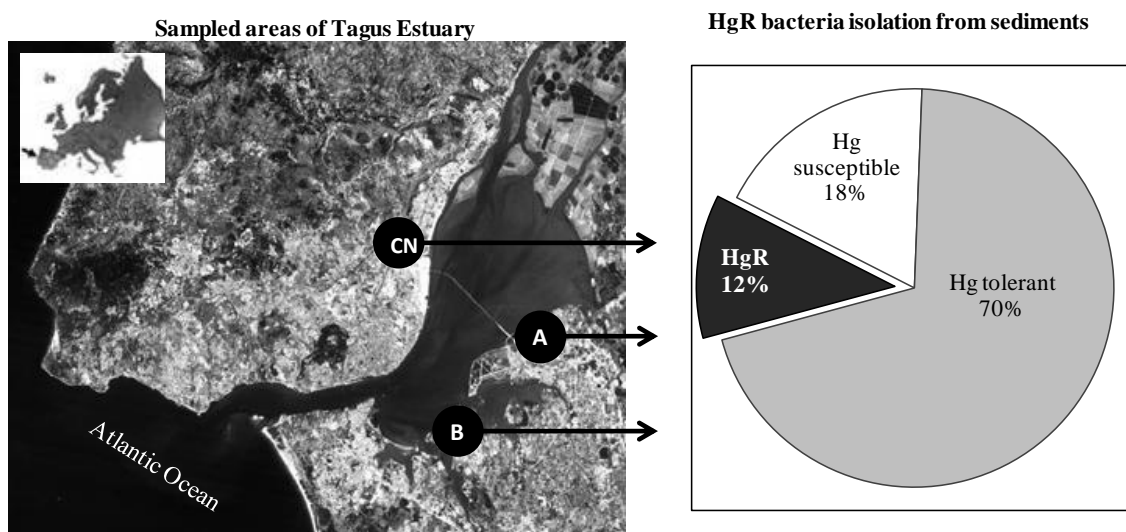 Sampled areas of Tagus Estuary
CN
A
B
Atlantic Ocean
HgR bacteria isolation from sediments
Hg
susceptible
18%
HgR
12%
Hg tolerant
70%